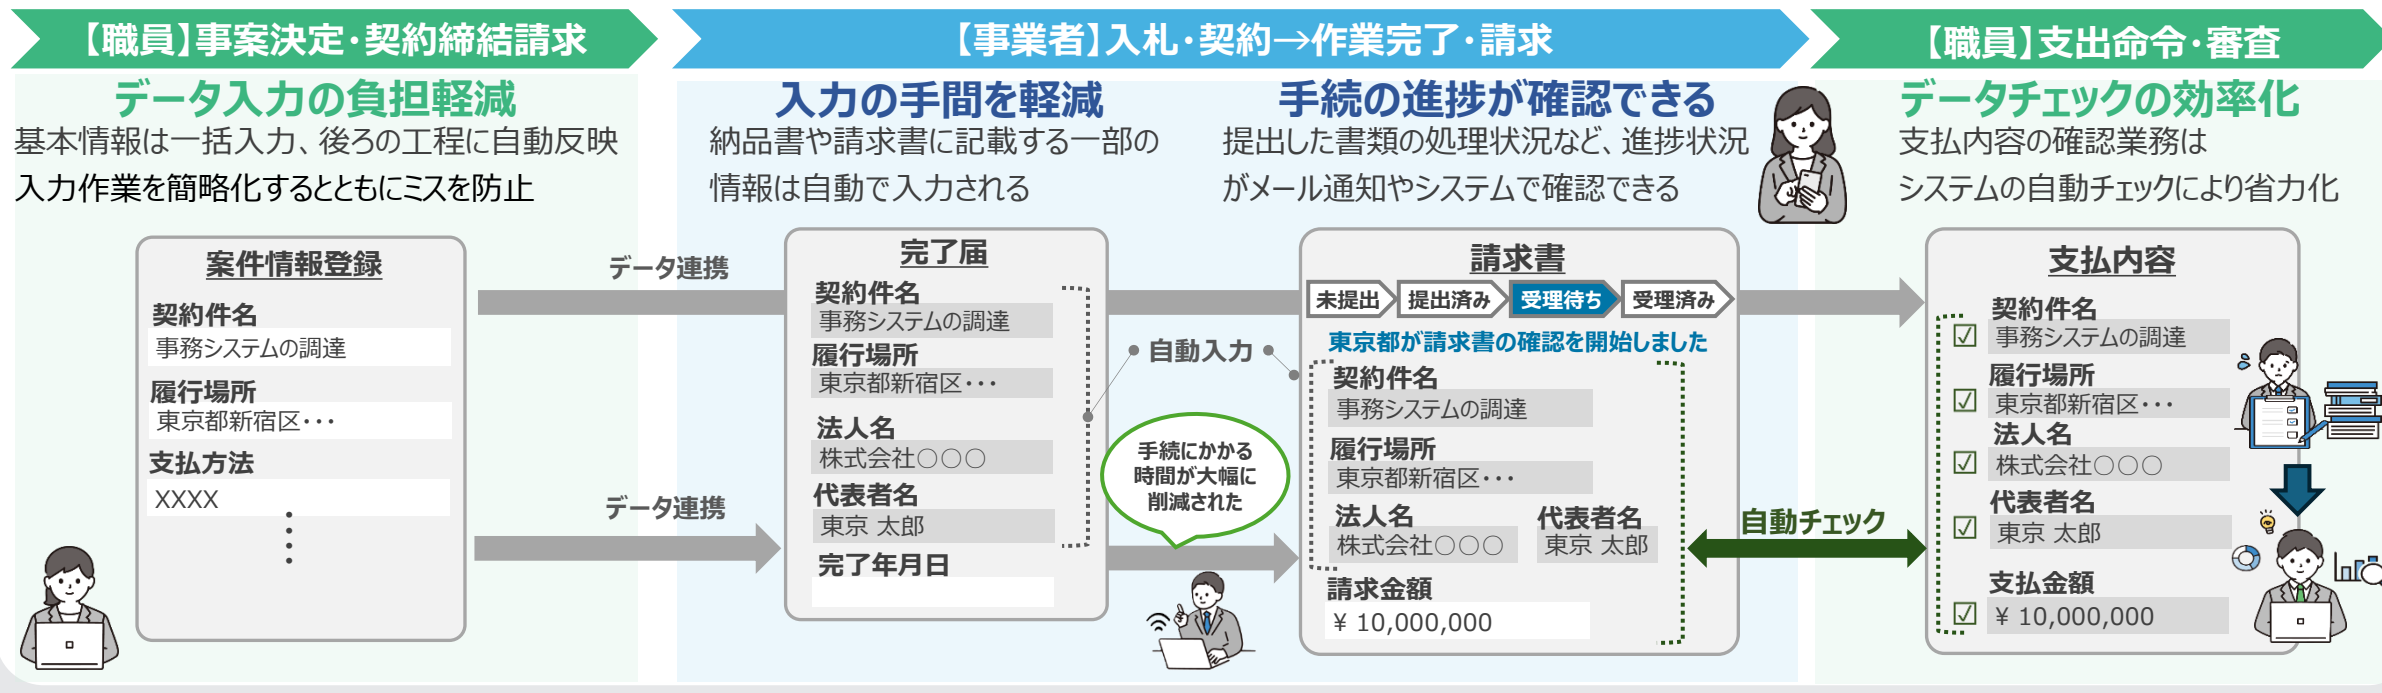 【職員】事案決定・契約締結請求
データ入力の負担軽減
基本情報は一括入力、後ろの工程に自動反映
入力作業を簡略化するとともにミスを防止
案件情報登録
契約件名
事務システムの調達
履行場所
東京都新宿区・・・
支払方法
XXXX
データ連携
データ連携
【事業者】入札・契約→作業完了・請求
入力の手間を軽減
納品書や請求書に記載する一部の
情報は自動で入力される
手続の進捗が確認できる
提出した書類の処理状況など、進捗状況
がメール通知やシステムで確認できる
完了届
契約件名
事務システムの調達
履行場所
東京都新宿区・・・
法人名
株式会社○○○
代表者名
東京 太郎
完了年月日
自動入力
手続にかかる
時間が大幅に
削減された
請求書
未提出
提出済み
受理待ち
受理済み
東京都が請求書の確認を開始しました
契約件名
事務システムの調達
履行場所
東京都新宿区・・・
法人名
株式会社○○○
代表者名
東京 太郎
請求金額
¥ 10,000,000
自動チェック
【職員】支出命令・審査
データチェックの効率化
支払内容の確認業務は
システムの自動チェックにより省力化
支払内容
契約件名
事務システムの調達
履行場所
東京都新宿区・・・
法人名
株式会社○○○
代表者名
東京 太郎
支払金額
¥ 10,000,000